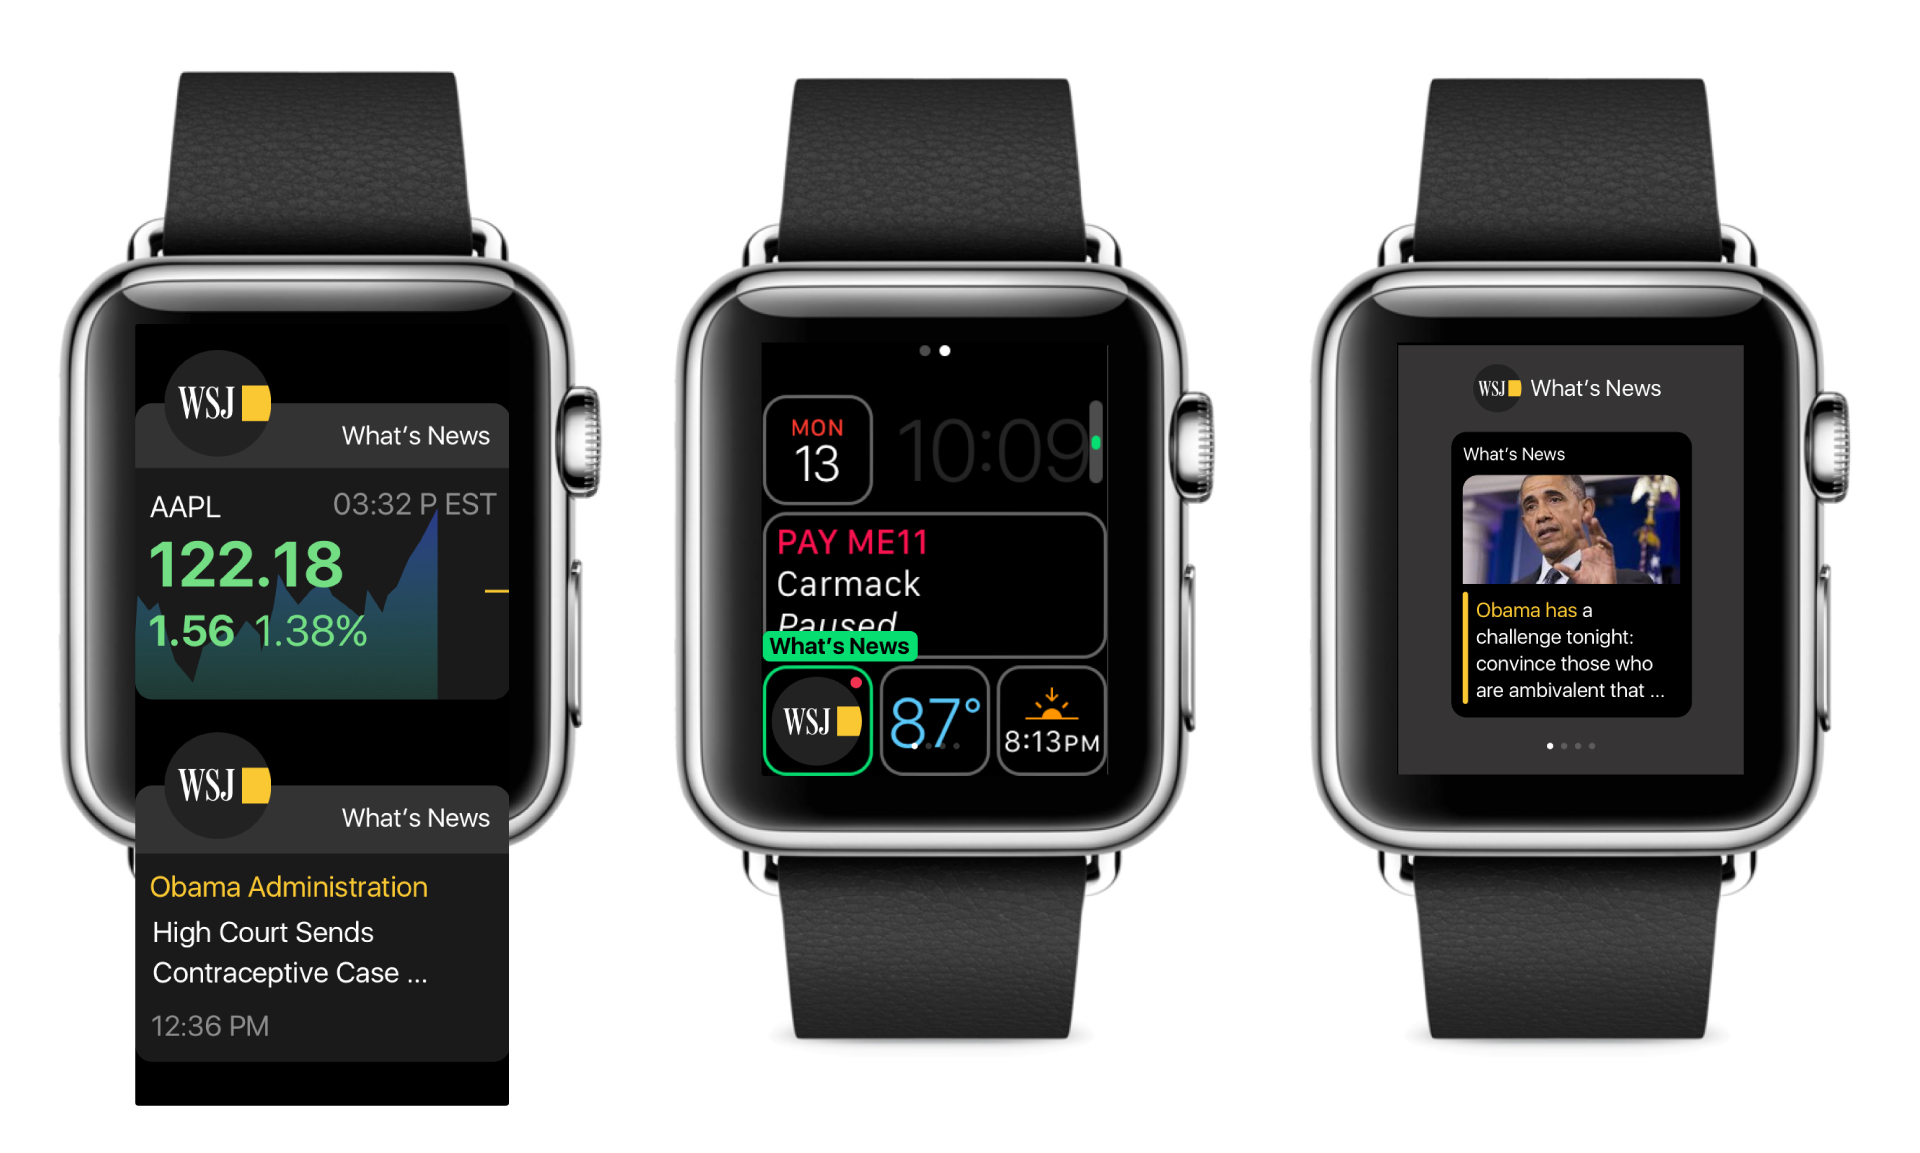 WSJ
What's News
AAPL
03:32 P EST
122.18
1.56 1.38%
WSJ
What's News
Obama Administration
High Court Sends
Contraceptive Case ...
12:36 PM
MON
13
10:09
PAY ME11
Carmack
Paused
What's News
WSJ
87°
8:13PM
WSJ What's News
What's News
Obama has a
challenge tonight:
convince those who
are ambivalent that ...